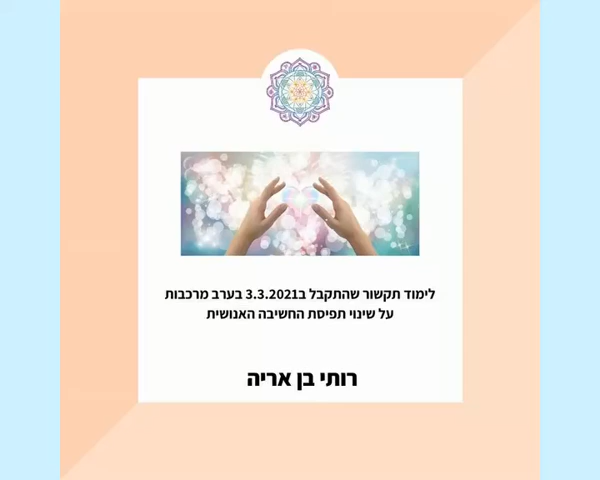 לימוד תקשור שהתקבל ב3.3.2021 בערב מרכבות
על שינוי תפיסת החשיבה האנושית
רותי בן אריה